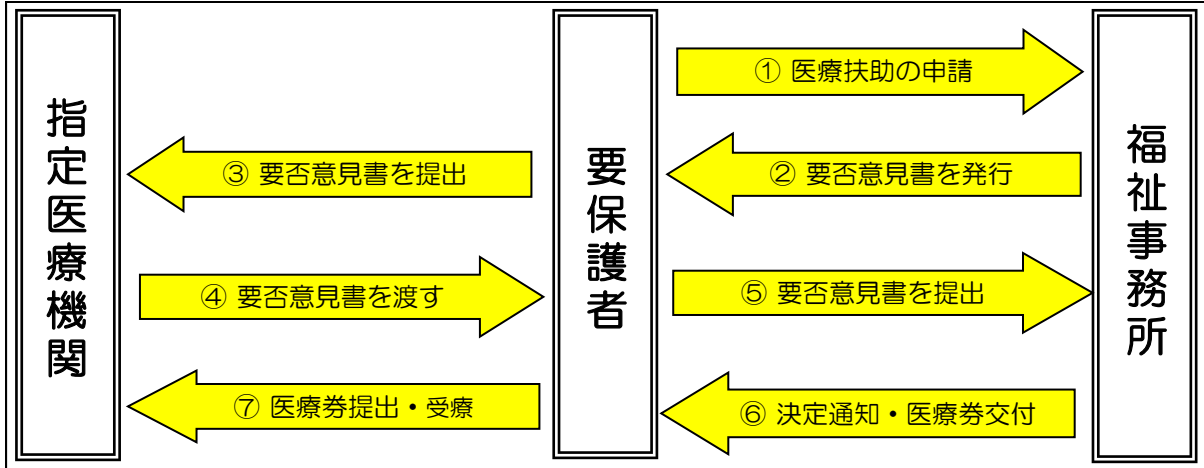 指定医療機関
要保護者
福祉事務所
① 医療扶助の申請
② 要否意見書を発行
③ 要否意見書を提出
④ 要否意見書を渡す
⑤ 要否意見書を提出
⑥ 決定通知・医療券交付
⑦ 医療券提出・受療